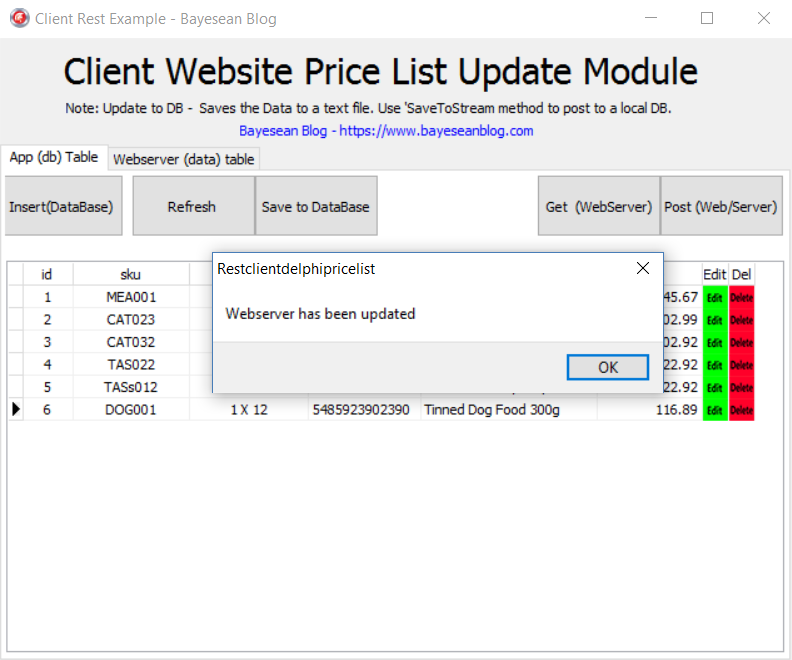 Client Rest Example - Bayesean Blog
Client Website Price List Update Module
Note: Update to DB - Saves the Data to a text file. Use 'SaveToStream method to post to a local DB.
Bayesean Blog - https://www.bayeseanblog.com
App (db) Table Webserver (data) table
Insert(DataBase) Refresh Save to DataBase Get (WebServer) Post (Web/Server)
id sku Edit Del
Restclientdelphipricelist
1 MEA001 45.67 Edit Delete
Webserver has been updated
2 CAT023 02.99 Edit Delete
3 CAT032 02.92 Edit Delete
4 TAS022 22.92 Edit Delete
OK
5 TASs012 22.92 Edit Delete
6 DOG001 1 X 12 5485923902390 Tinned Dog Food 300g 116.89 Edit Delete